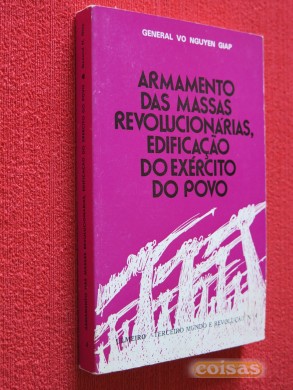 GENERAL VO NGUYEN GIAP
ARMAMENTO
DAS MASSAS
REVOLUCIONÁRIAS,
EDIFICAÇÃO
DO EXÉRCITO
DO POVO
TERCEIRO MUNDO E REVOLUÇÃO
coisas